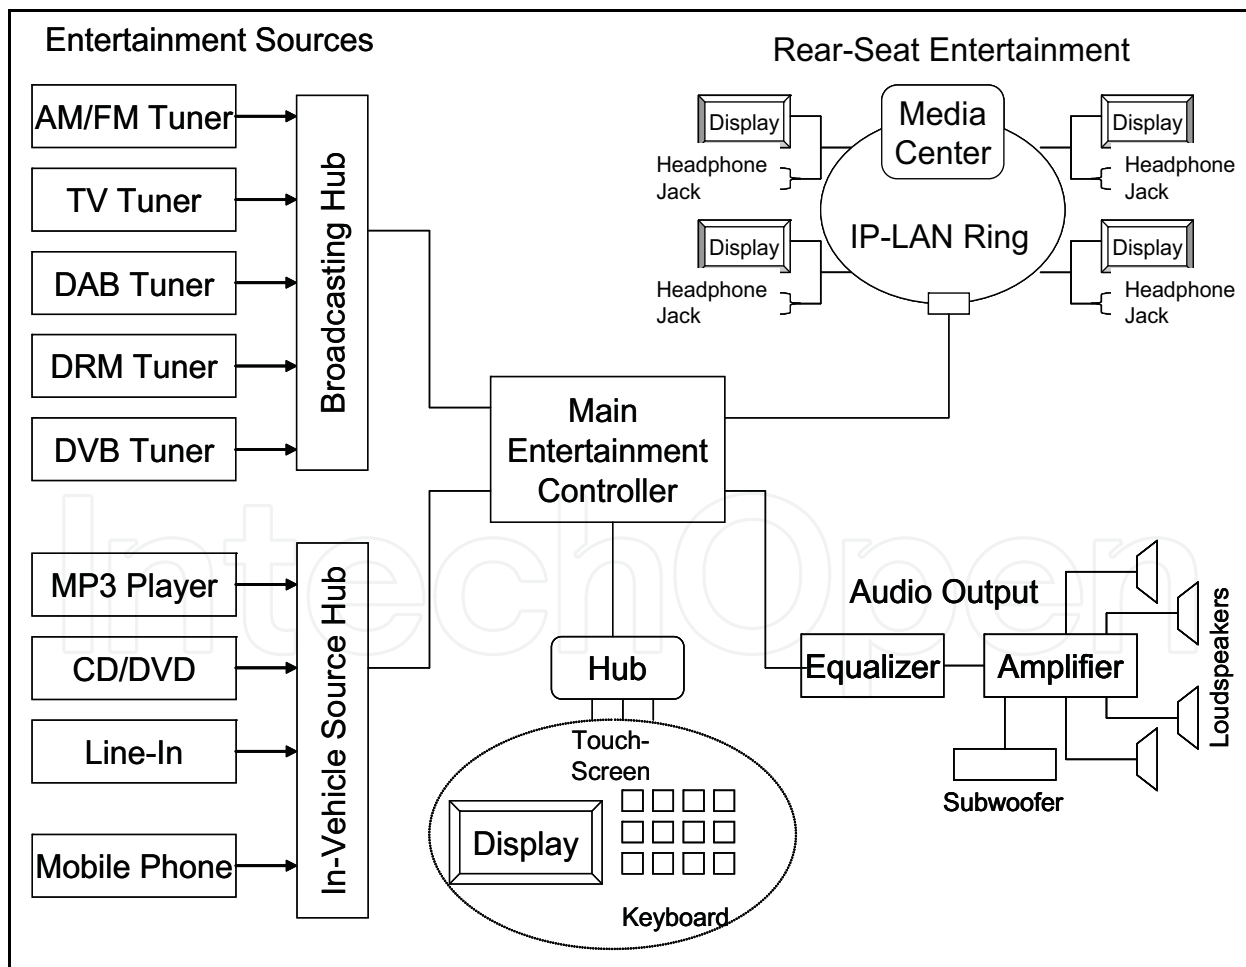 Entertainment Sources
AM/FM Tuner
TV Tuner
DAB Tuner
DRM Tuner
DVB Tuner
Broadcasting Hub
MP3 Player
CD/DVD
Line-In
Mobile Phone
In-Vehicle Source Hub
Main
Entertainment
Controller
Rear-Seat Entertainment
Media
Center
IP-LAN Ring
Display
Headphone
Jack
Display
Headphone
Jack
Display
Headphone
Jack
Display
Headphone
Jack
Hub
Touch-
Screen
Display
Keyboard
Audio Output
Equalizer
Amplifier
Subwoofer
Loudspeakers
IntechOpen